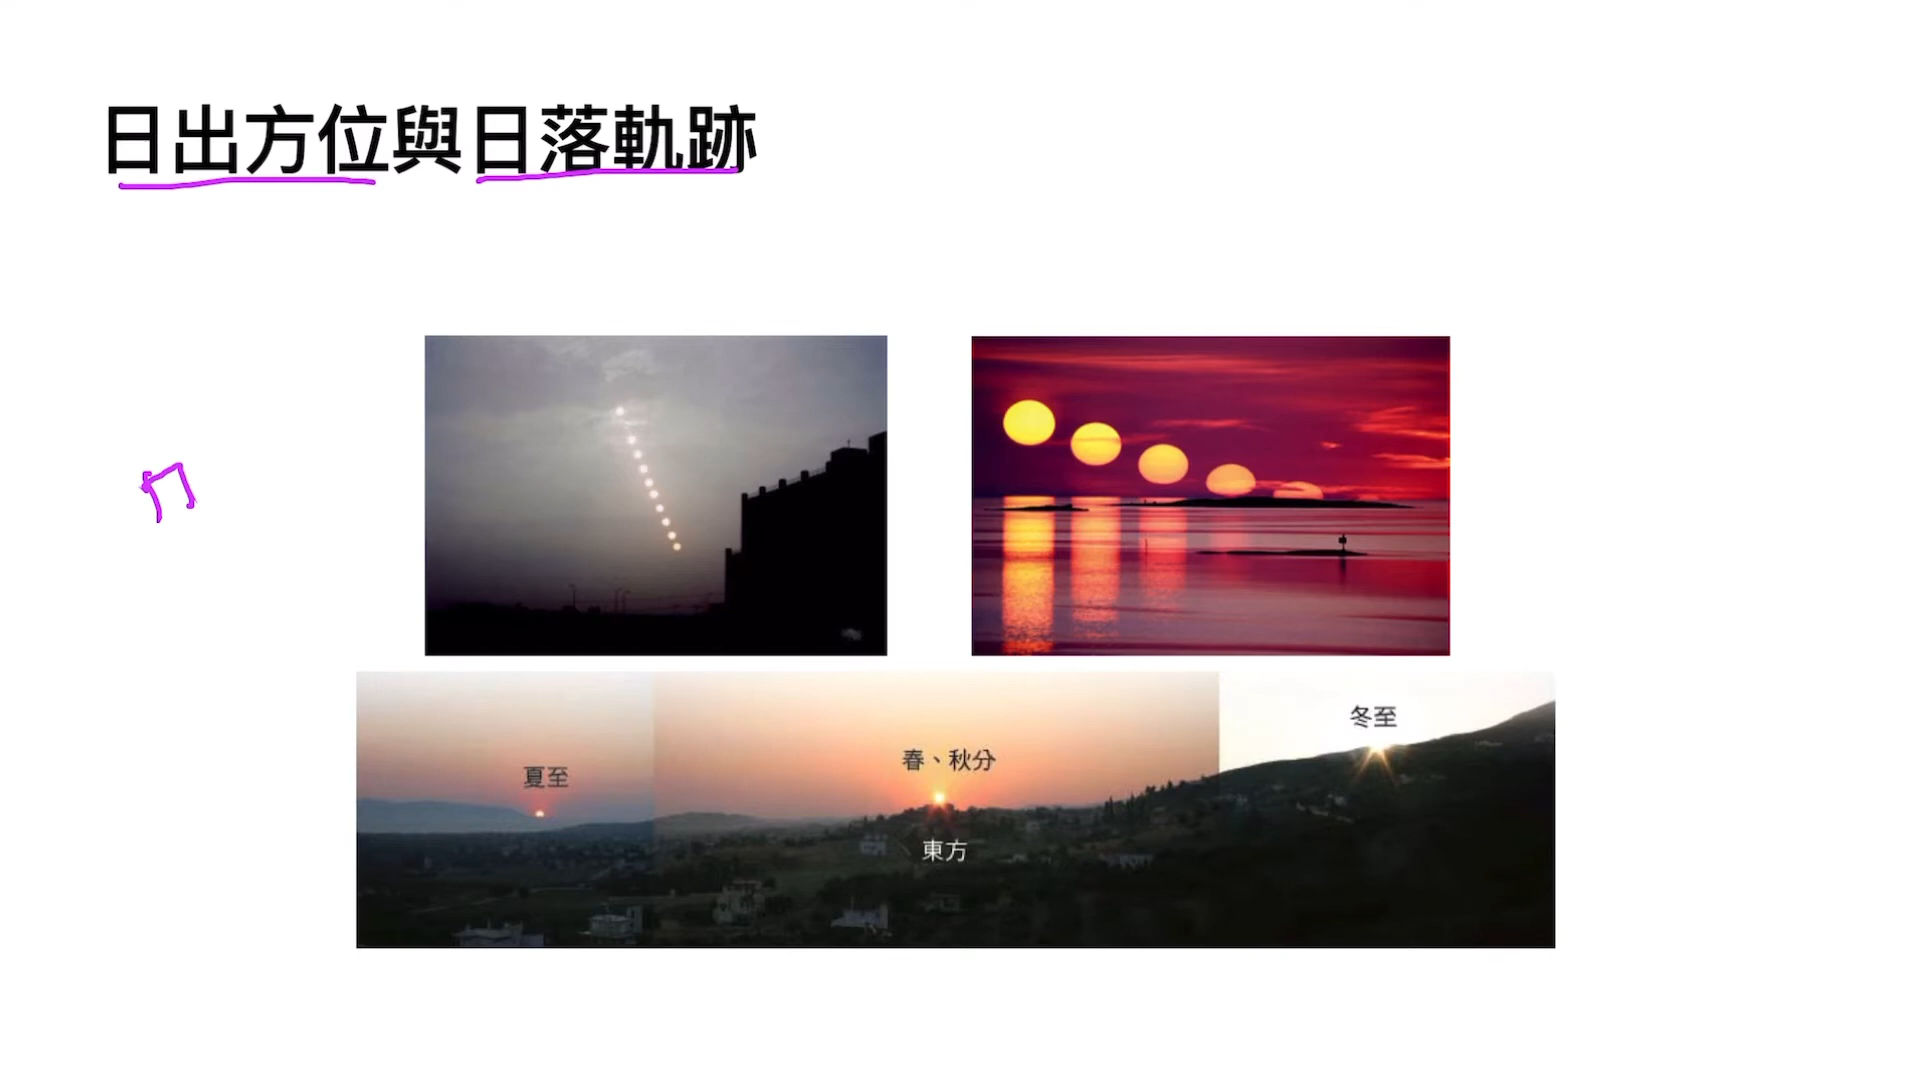 日出方位與日落軌跡
冬至
春、秋分
夏至
東方